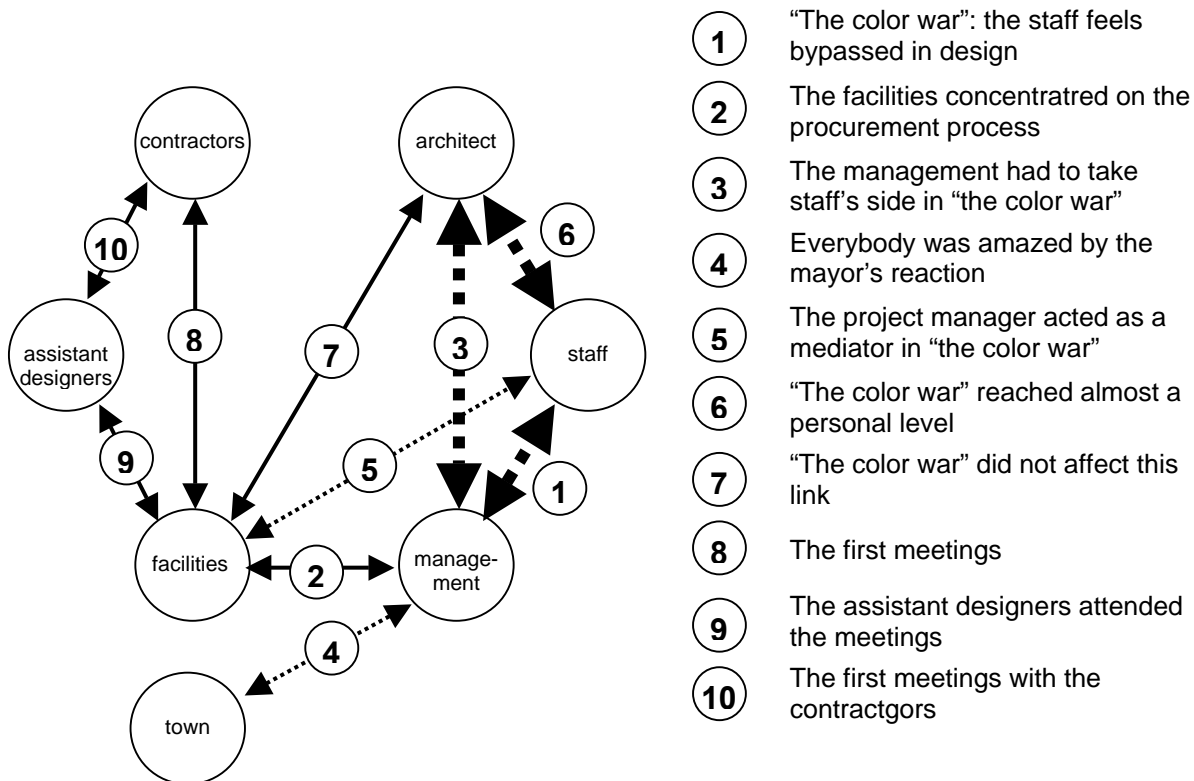 contractors
architect
10
6
8
7
3
assistant
designers
staff
9
5
1
facilities
2
manage-
ment
4
town
1
“The color war”: the staff feels
bypassed in design
2
The facilities concentratred on the
procurement process
3
The management had to take
staff’s side in “the color war”
4
Everybody was amazed by the
mayor’s reaction
5
The project manager acted as a
mediator in “the color war”
6
“The color war” reached almost a
personal level
7
“The color war” did not affect this
link
8
The first meetings
9
The assistant designers attended
the meetings
10
The first meetings with the
contractgors